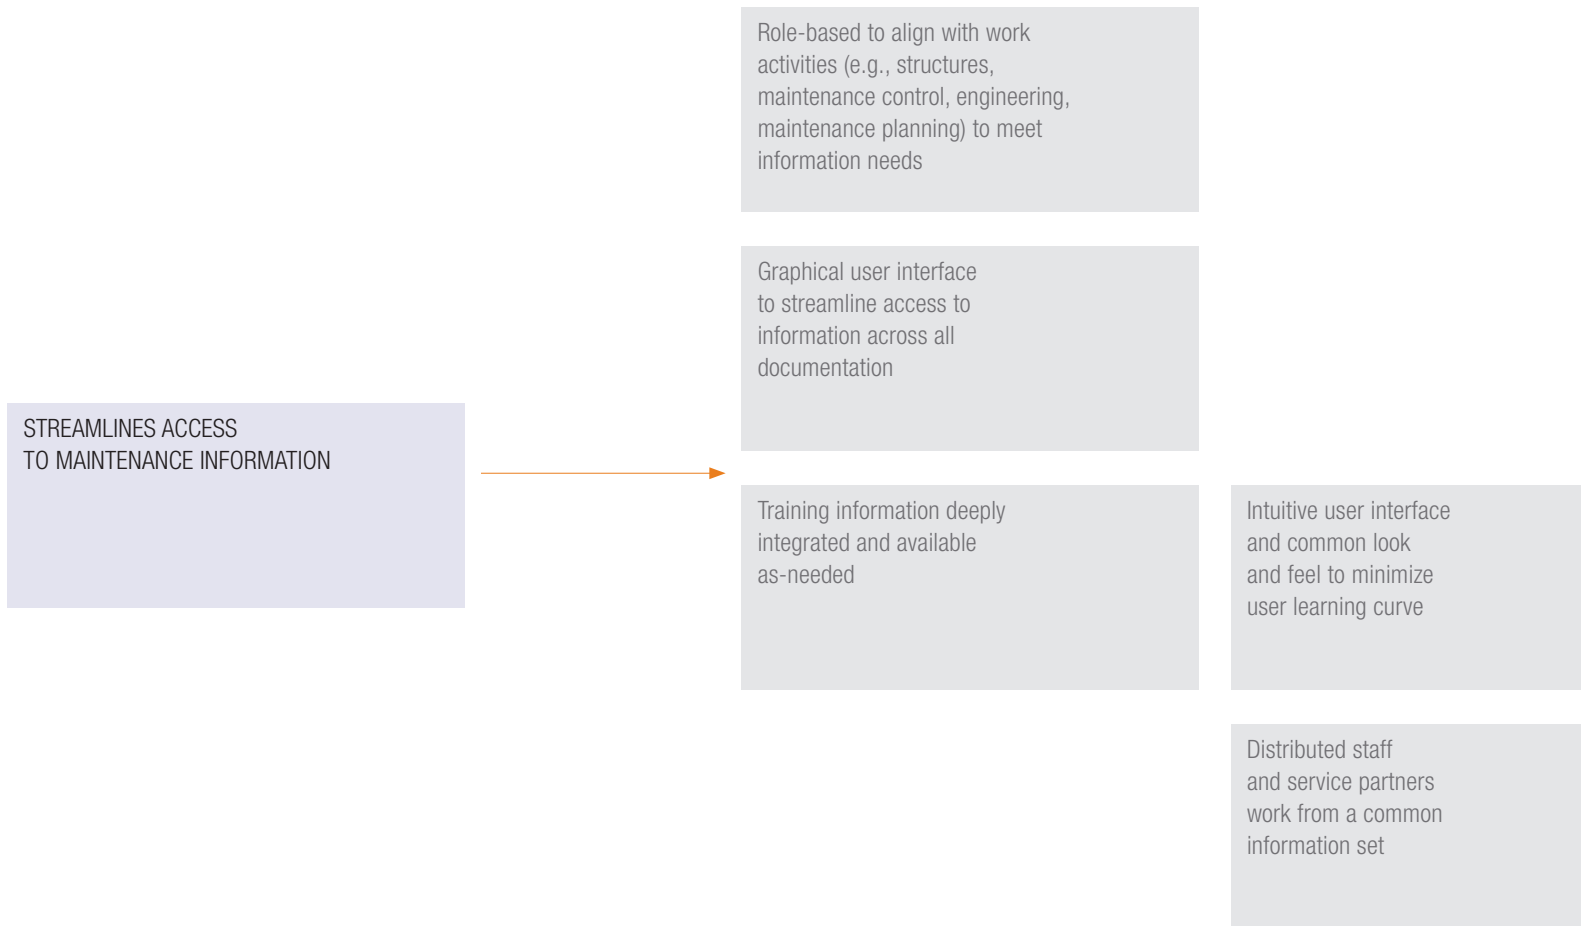 STREAMLINES ACCESS
TO MAINTENANCE INFORMATION
Role-based to align with work
activities (e.g., structures,
maintenance control, engineering,
maintenance planning) to meet
information needs
Graphical user interface
to streamline access to
information across all
documentation
Training information deeply
integrated and available
as-needed
Intuitive user interface
and common look
and feel to minimize
user learning curve
Distributed staff
and service partners
work from a common
information set